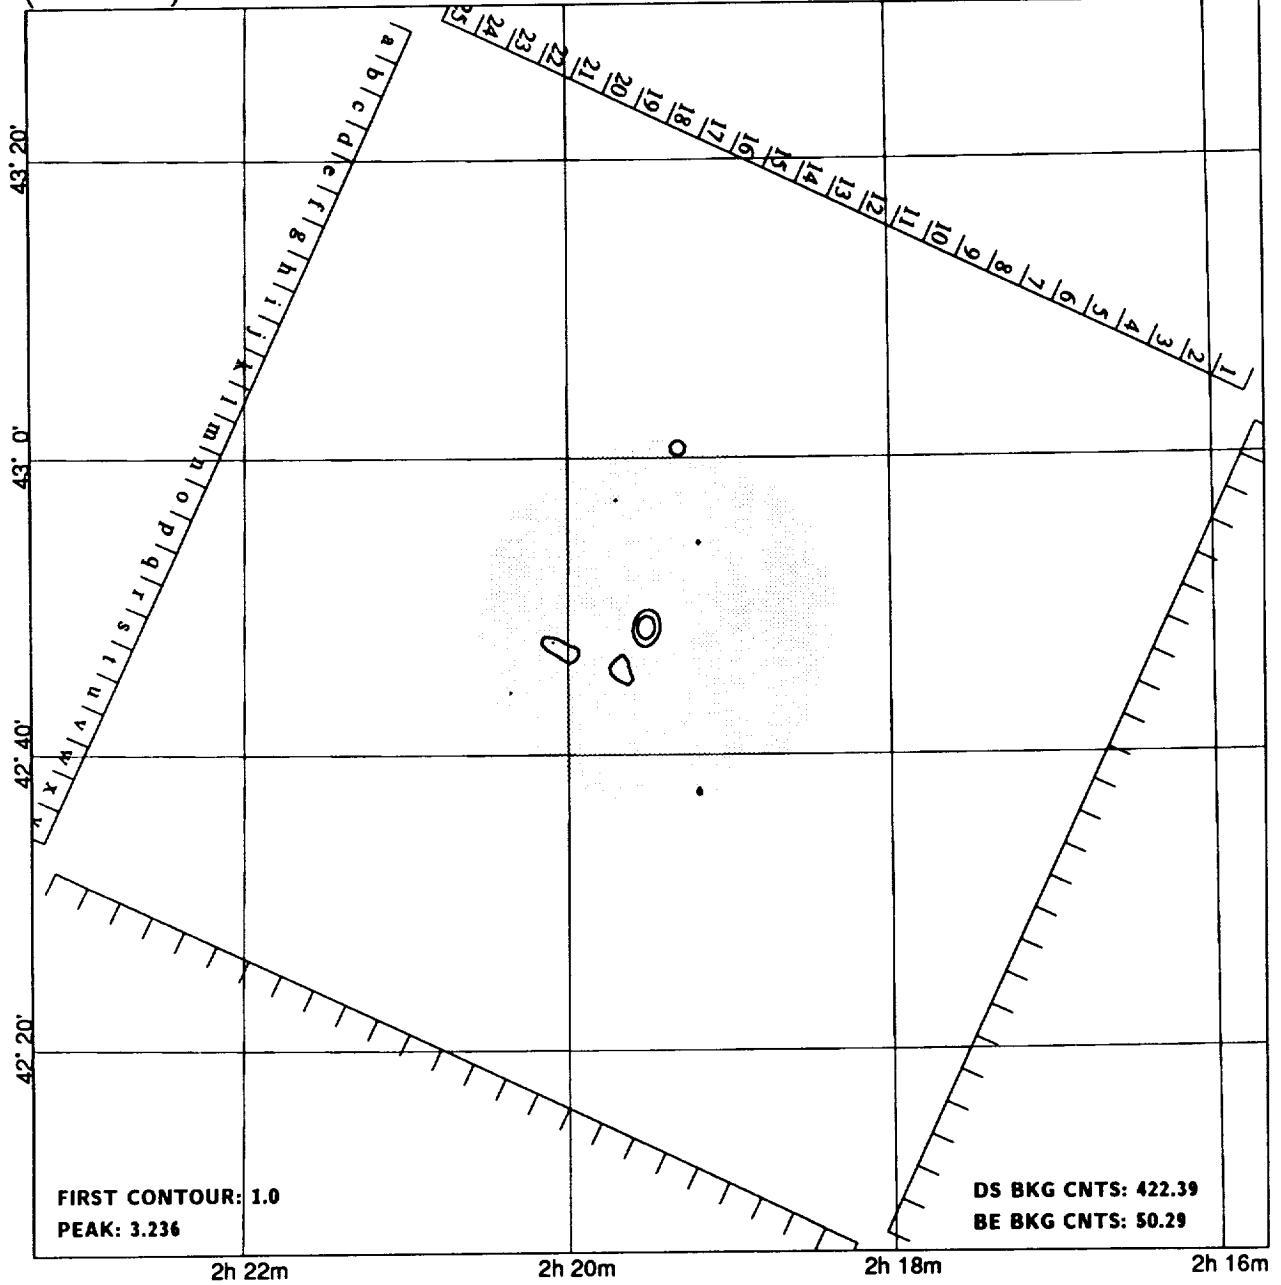 25 24 23 22 21 20 19 18 17 16 15 14 13 12 11 10 9 8 7 6 5 4 3 2 1
a b c d e f g h i j k l m n o p q r s t u v w x y
43° 20'
43° 0'
42° 40'
42° 20'
FIRST CONTOUR: 1.0
PEAK: 3.236
DS BKG CNTS: 422.39
BE BKG CNTS: 50.29
2h 22m 2h 20m 2h 18m 2h 16m